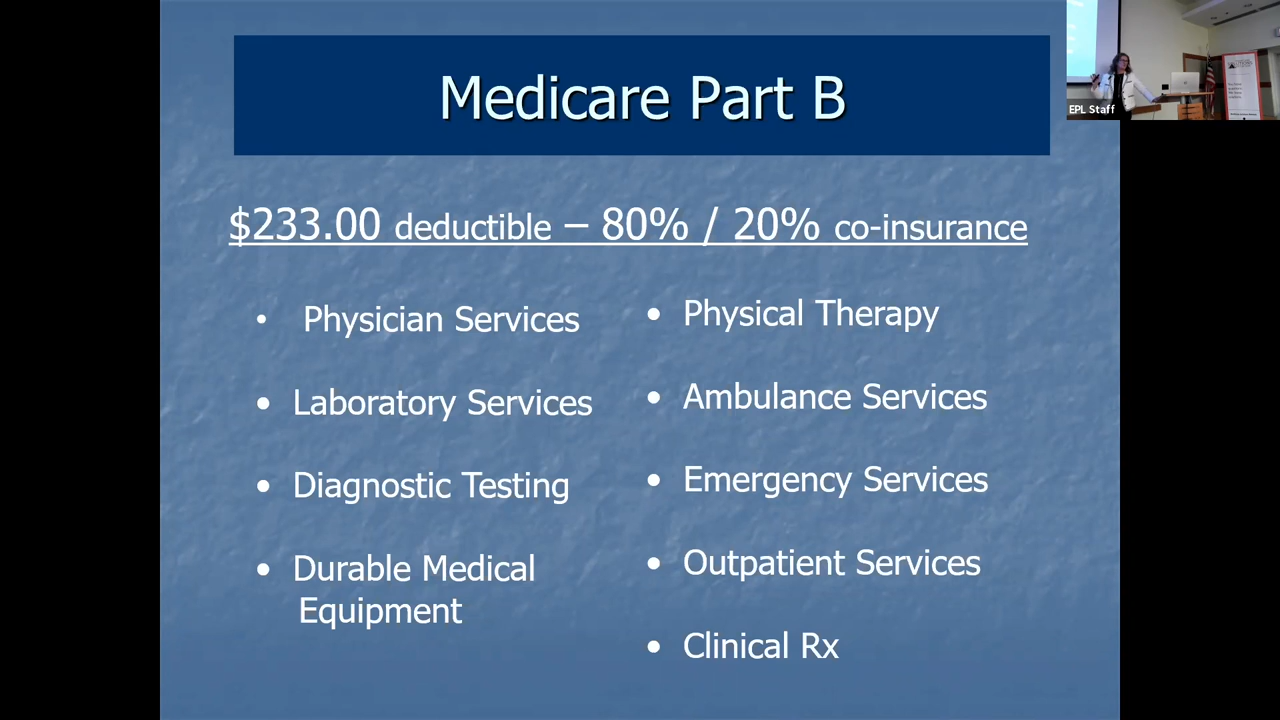 Medicare Part B
EPL Staff
$233.00 deductible – 80% / 20% co-insurance
• Physician Services
• Laboratory Services
• Diagnostic Testing
• Durable Medical
Equipment
• Physical Therapy
• Ambulance Services
• Emergency Services
• Outpatient Services
• Clinical Rx